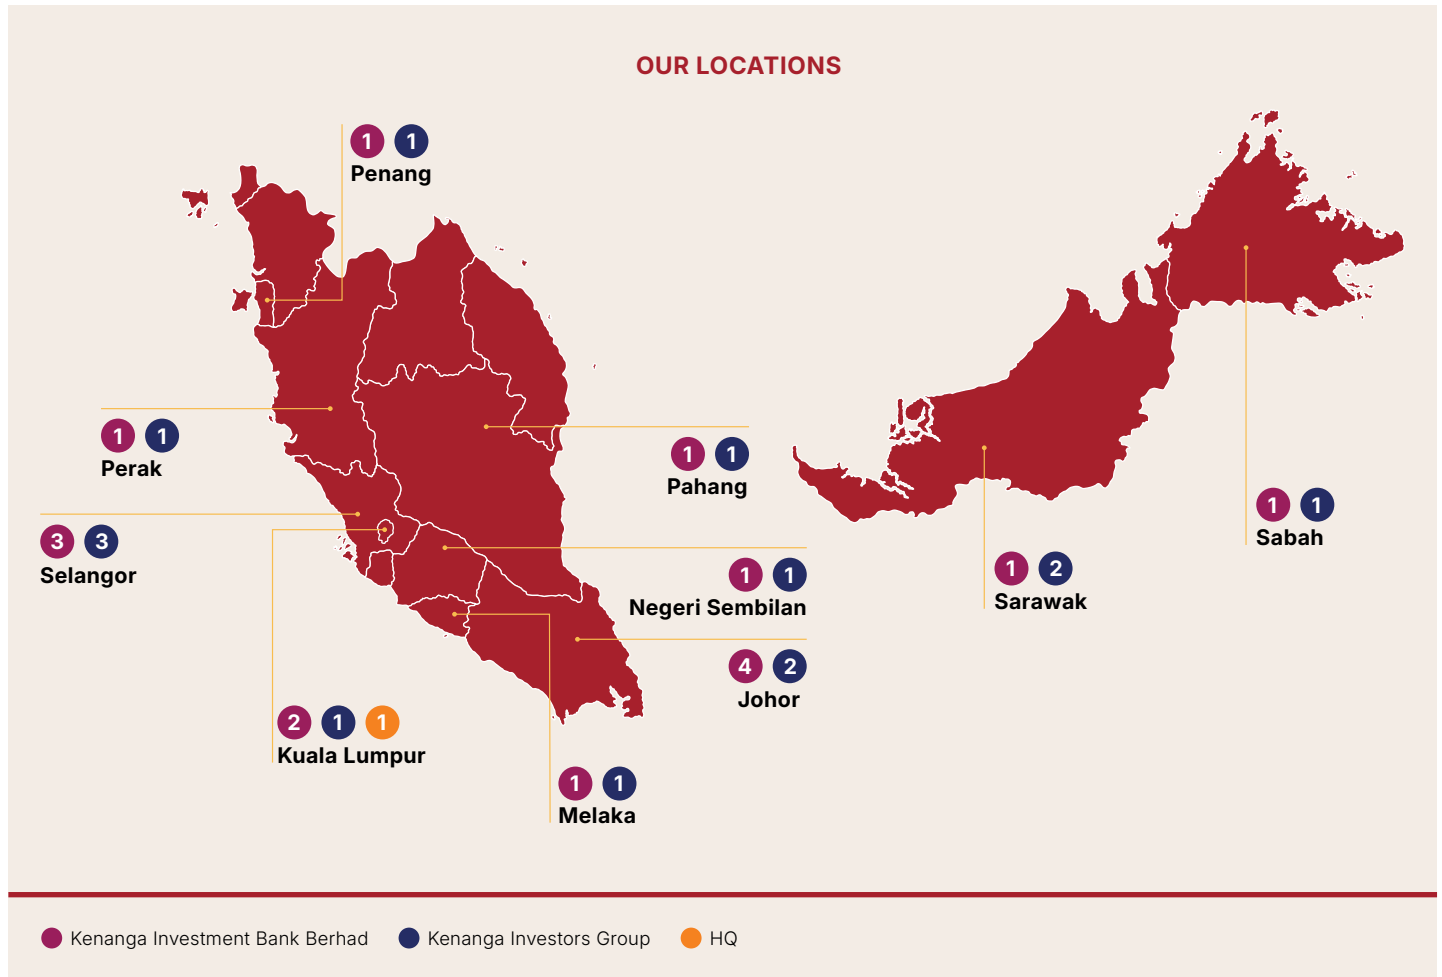 OUR LOCATIONS
1 1
Penang
1 1
Perak
1 1
Pahang
3 3
Selangor
1 1
Negeri Sembilan
4 2
Johor
2 1 1
Kuala Lumpur
1 1
Melaka
1 2
Sarawak
1 1
Sabah
Kenanga Investment Bank Berhad Kenanga Investors Group HQ